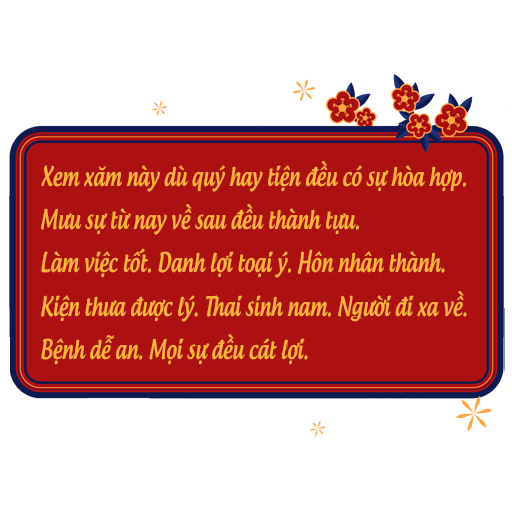 Xem xăm này dù quý hay tiện đều có sự hòa hợp.
Mưu sự từ nay về sau đều thành tựu.
Làm việc tốt. Danh lợi toại ý. Hôn nhân thành.
Kiện thưa được lý. Thai sinh nam. Người đi xa về.
Bệnh dễ an. Mọi sự đều cát lợi.